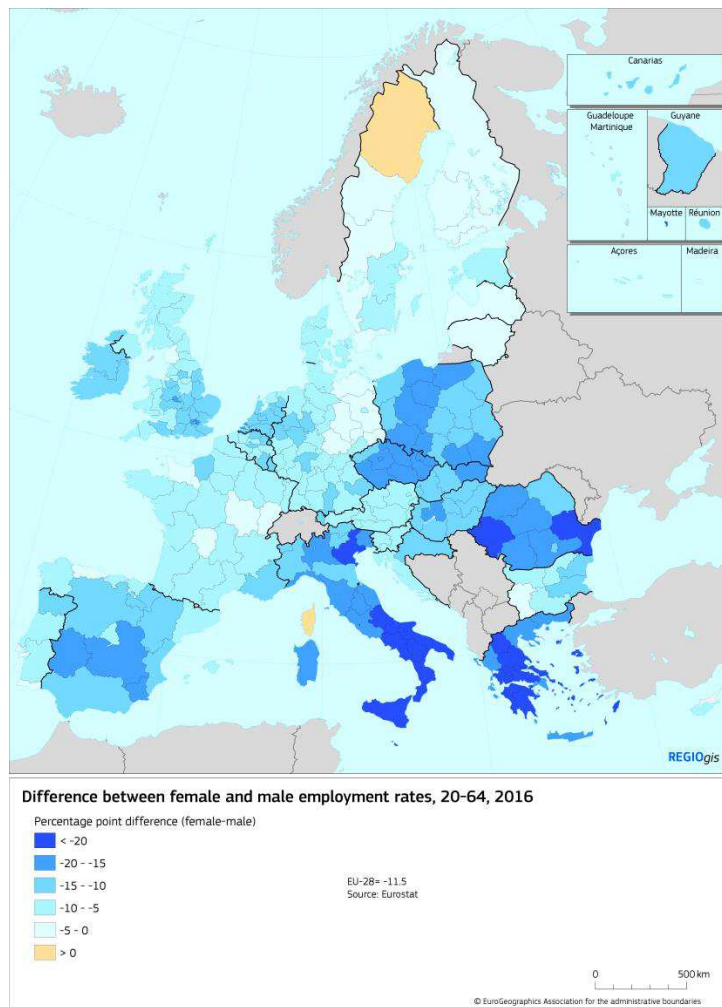 Canarias
Guadeloupe
Martinique
Guyane
Mayotte
Réunion
Açores
Madeira
REGIOgis
Difference between female and male employment rates, 20-64, 2016
Percentage point difference (female-male)
< -20
-20 - -15
-15 - -10
-10 - -5
-5 - 0
> 0
EU-28= -11.5
Source: Eurostat
0 500 km
© EuroGeographics Association for the administrative boundaries